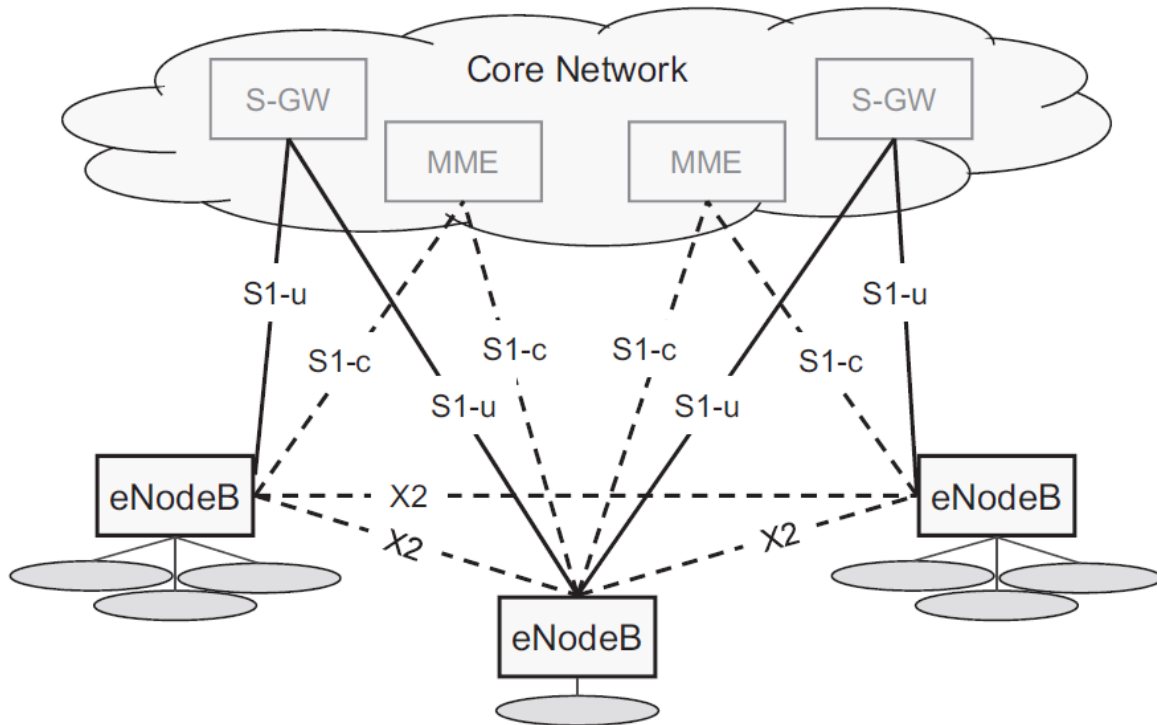 Core Network
S-GW
S-GW
MME
MME
S1-u
S1-u
S1-c
S1-c
S1-c
S1-c
S1-u
S1-u
eNodeB
X2
eNodeB
X2
X2
eNodeB